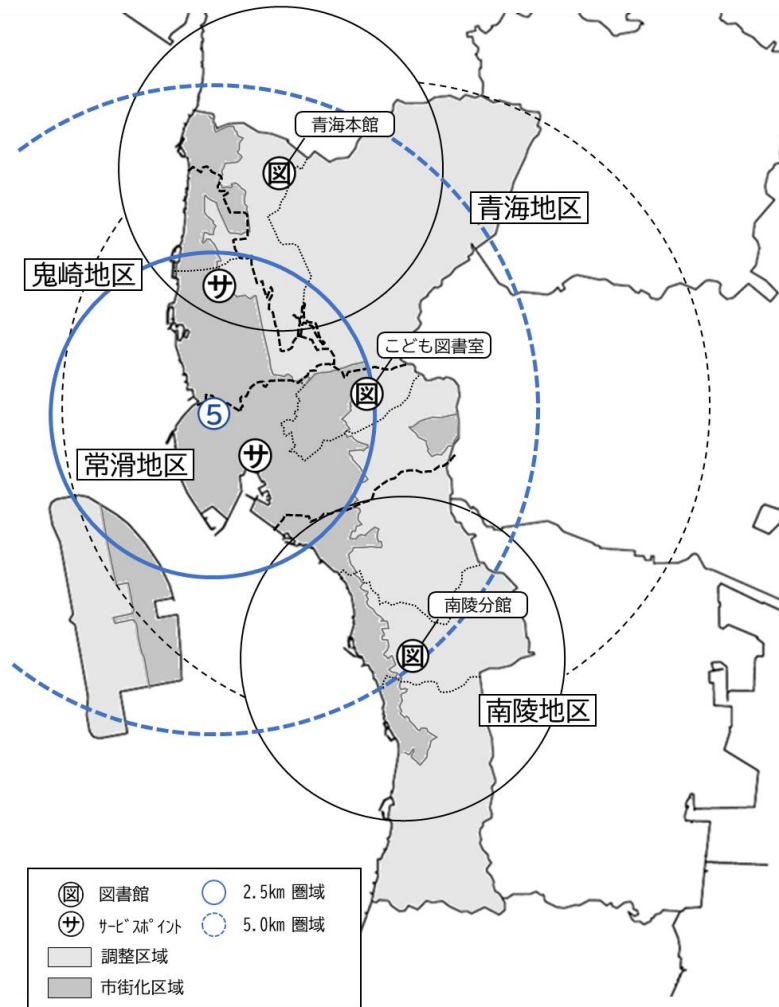 青海本館
図
青海地区
鬼崎地区
サ
こども図書室
図
5
サ
常滑地区
南陵分館
図
南陵地区
図 図書館 2.5km 圏域
サ サービスポイント 5.0km 圏域
調整区域
市街化区域